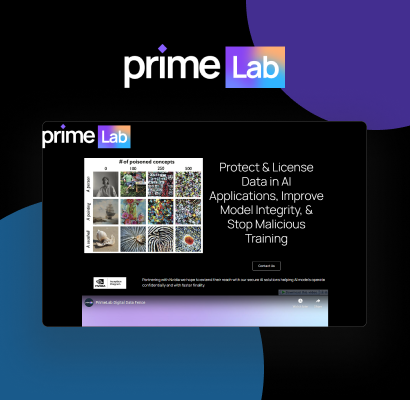 prime Lab
prime Lab
# of poisoned concepts
0 100 250 500
A person
A painting
A seashell
Protect & License
Data in AI
Applications, Improve
Model Integrity, &
Stop Malicious
Training
Contact Us
NVIDIA
Partnering with Nvidia we hope to extend their reach with our secure AI solutions helping AI models operate
confidentially and with faster finality.
PrimeLab Digital Data Fence